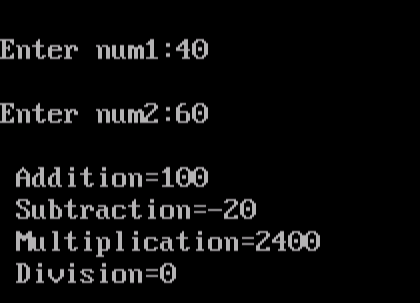 Enter num1:40
Enter num2:60
Addition=100
Subtraction=-20
Multiplication=2400
Division=0